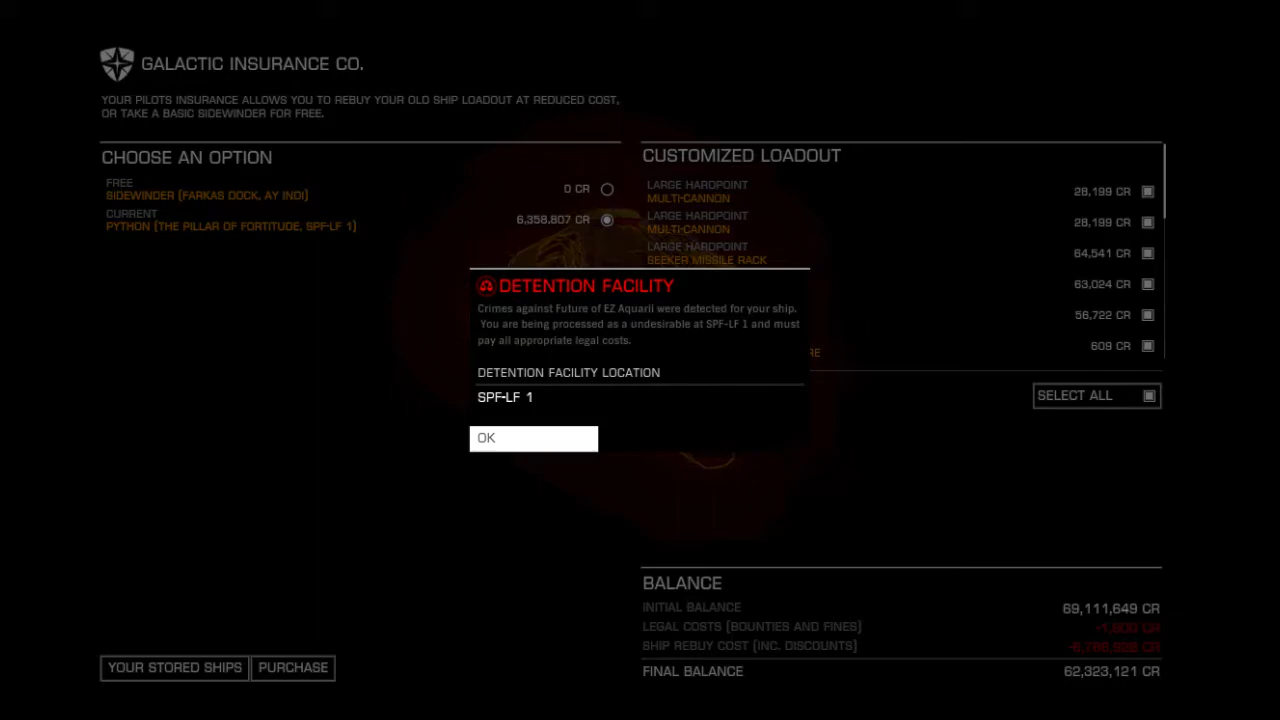 GALACTIC INSURANCE CO.
YOUR PILOTS INSURANCE ALLOWS YOU TO REBUY YOUR OLD SHIP LOADOUT AT REDUCED COST,
OR TAKE A BASIC SIDEWINDER FOR FREE.
CHOOSE AN OPTION
FREE
SIDEWINDER (FARKAS DOCK, AY INDI)
0 CR
CURRENT
PYTHON (THE PILLAR OF FORTITUDE, SPF-LF 1)
6,358,807 CR
CUSTOMIZED LOADOUT
LARGE HARDPOINT
MULTI-CANNON
28,199 CR
LARGE HARDPOINT
MULTI-CANNON
28,199 CR
LARGE HARDPOINT
SEEKER MISSILE RACK
64,541 CR
63,024 CR
56,722 CR
609 CR
SELECT ALL
DETENTION FACILITY
Crimes against Future of EZ Aquarii were detected for your ship.
You are being processed as a undesirable at SPF-LF 1 and must
pay all appropriate legal costs.
DETENTION FACILITY LOCATION
SPF-LF 1
OK
BALANCE
INITIAL BALANCE
69,111,649 CR
LEGAL COSTS (BOUNTIES AND FINES)
-1,600 CR
SHIP REBUY COST (INC. DISCOUNTS)
-6,786,928 CR
FINAL BALANCE
62,323,121 CR
YOUR STORED SHIPS
PURCHASE